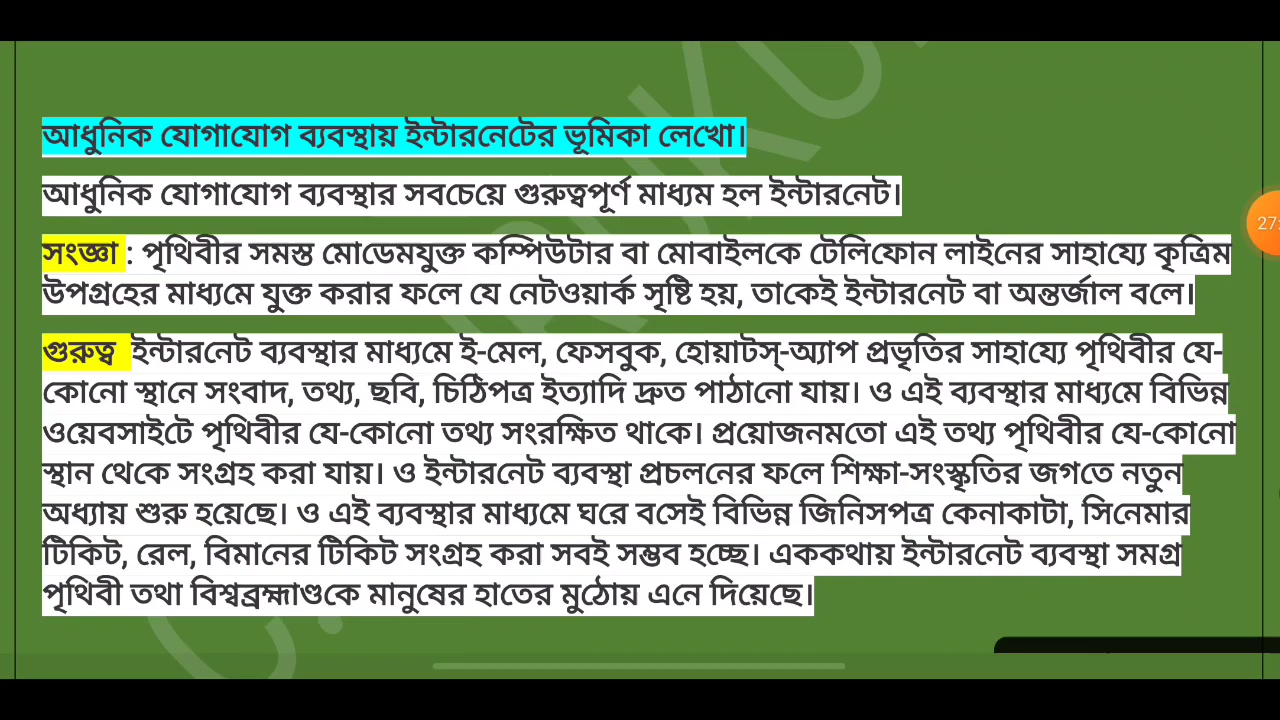 আধুনিক যোগাযোগ ব্যবস্থায় ইন্টারনেটের ভূমিকা লেখো।
আধুনিক যোগাযোগ ব্যবস্থার সবচেয়ে গুরুত্বপূর্ণ মাধ্যম হল ইন্টারনেট।
সংজ্ঞা : পৃথিবীর সমস্ত মোডেমযুক্ত কম্পিউটার বা মোবাইলকে টেলিফোন লাইনের সাহায্যে কৃত্রিম
উপগ্রহের মাধ্যমে যুক্ত করার ফলে যে নেটওয়ার্ক সৃষ্টি হয়, তাকেই ইন্টারনেট বা অন্তর্জাল বলে।
গুরুত্ব ইন্টারনেট ব্যবস্থার মাধ্যমে ই-মেল, ফেসবুক, হোয়াটস্-অ্যাপ প্রভৃতির সাহায্যে পৃথিবীর যে-
কোনো স্থানে সংবাদ, তথ্য, ছবি, চিঠিপত্র ইত্যাদি দ্রুত পাঠানো যায়। ও এই ব্যবস্থার মাধ্যমে বিভিন্ন
ওয়েবসাইটে পৃথিবীর যে-কোনো তথ্য সংরক্ষিত থাকে। প্রয়োজনমতো এই তথ্য পৃথিবীর যে-কোনো
স্থান থেকে সংগ্রহ করা যায়। ও ইন্টারনেট ব্যবস্থা প্রচলনের ফলে শিক্ষা-সংস্কৃতির জগতে নতুন
অধ্যায় শুরু হয়েছে। ও এই ব্যবস্থার মাধ্যমে ঘরে বসেই বিভিন্ন জিনিসপত্র কেনাকাটা, সিনেমার
টিকিট, রেল, বিমানের টিকিট সংগ্রহ করা সবই সম্ভব হচ্ছে। এককথায় ইন্টারনেট ব্যবস্থা সমগ্র
পৃথিবী তথা বিশ্বব্রহ্মাণ্ডকে মানুষের হাতের মুঠোয় এনে দিয়েছে।